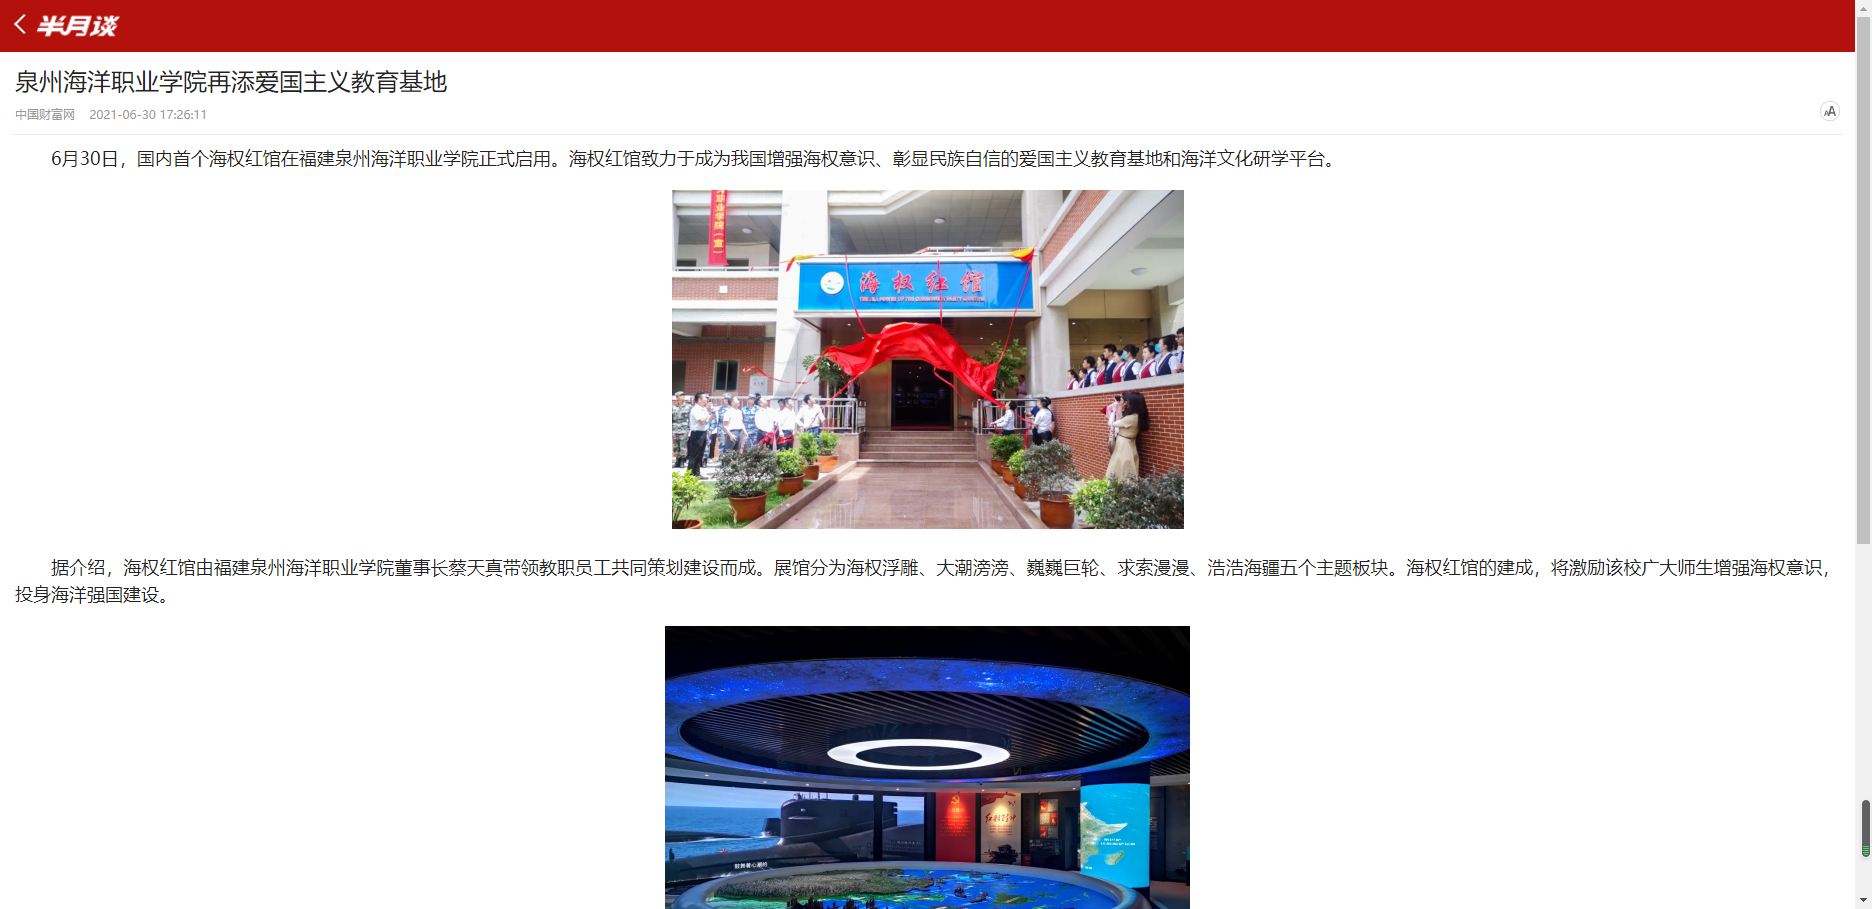 半月谈
泉州海洋职业学院再添爱国主义教育基地
中国财富网 2021-06-30 17:26:11
AA
6月30日，国内首个海权红馆在福建泉州海洋职业学院正式启用。海权红馆致力于成为我国增强海权意识、彰显民族自信的爱国主义教育基地和海洋文化研学平台。
职业学院（宣）
海权红馆
据介绍，海权红馆由福建泉州海洋职业学院董事长蔡天真带领教职员工共同策划建设而成。展馆分为海权浮雕、大潮滂滂、巍巍巨轮、求索漫漫、浩浩海疆五个主题板块。海权红馆的建成，将激励该校广大师生增强海权意识，
投身海洋强国建设。